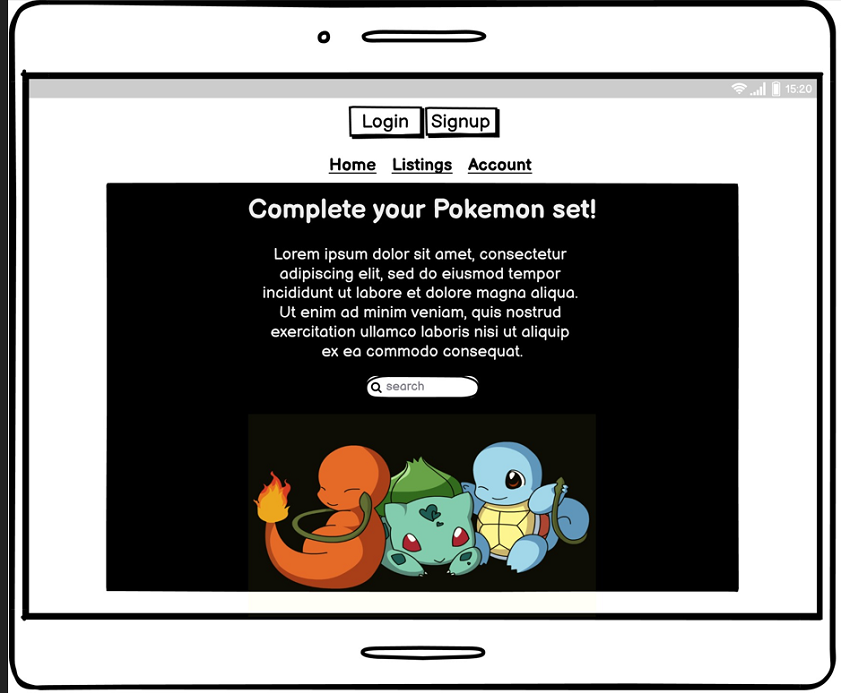 15:20
Login Signup
Home Listings Account
Complete your Pokemon set!
Lorem ipsum dolor sit amet, consectetur
adipiscing elit, sed do eiusmod tempor
incididunt ut labore et dolore magna aliqua.
Ut enim ad minim veniam, quis nostrud
exercitation ullamco laboris nisi ut aliquip
ex ea commodo consequat.
search